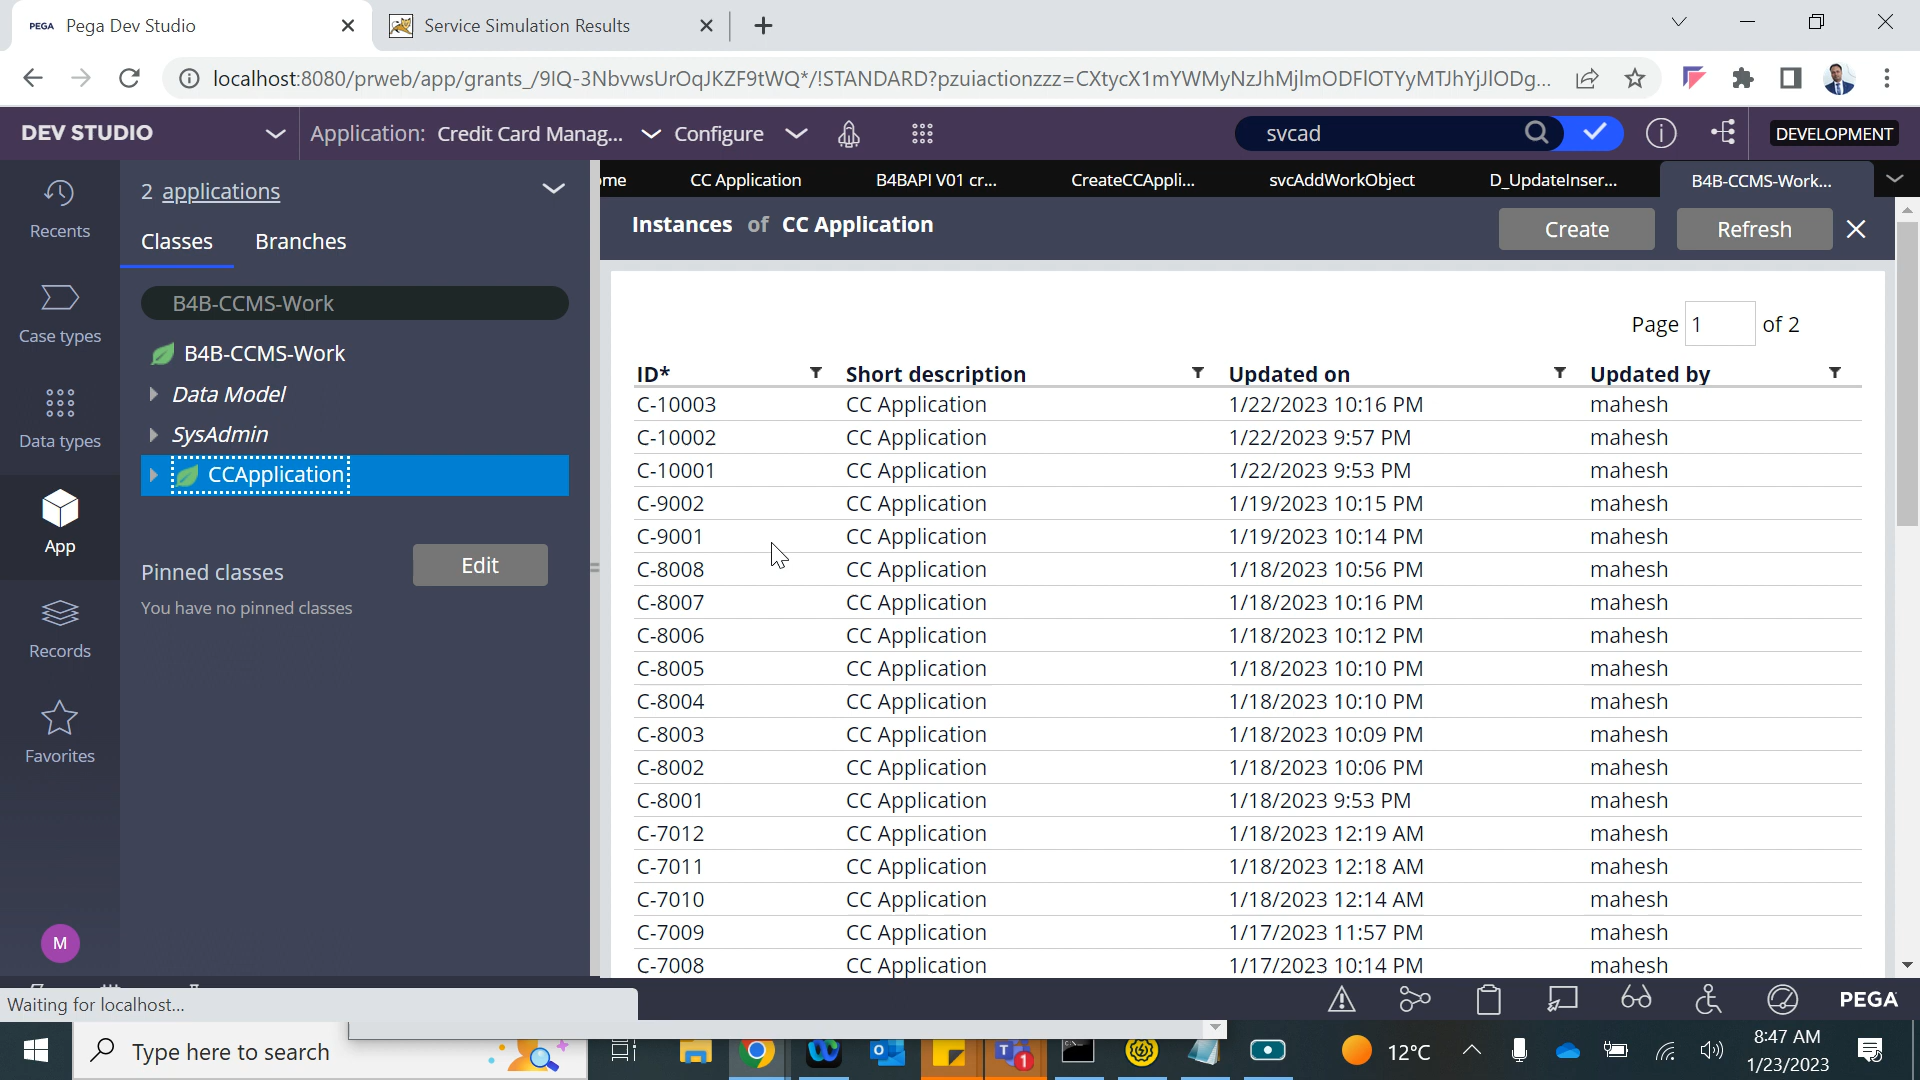 PEGA Pega Dev Studio
Service Simulation Results
localhost:8080/prweb/app/grants_/9IQ-3NbvwsUrOqJKZF9tWQ*/!STANDARD?pzuiactionzzz=CXtycX1mYWMyNzJhMjlmODFlOTYyMTJhYjJlODg...
DEV STUDIO
Application: Credit Card Manag...
Configure
svcad
DEVELOPMENT
Recents
Case types
Data types
App
Records
Favorites
M
2 applications
Classes Branches
B4B-CCMS-Work
B4B-CCMS-Work
Data Model
SysAdmin
CCApplication
Pinned classes Edit
You have no pinned classes
ome CC Application B4BAPI V01 cr... CreateCCAppli... svcAddWorkObject D_UpdateInser... B4B-CCMS-Work...
Instances of CC Application Create Refresh
Page 1 of 2
ID* Short description Updated on Updated by
C-10003 CC Application 1/22/2023 10:16 PM mahesh
C-10002 CC Application 1/22/2023 9:57 PM mahesh
C-10001 CC Application 1/22/2023 9:53 PM mahesh
C-9002 CC Application 1/19/2023 10:15 PM mahesh
C-9001 CC Application 1/19/2023 10:14 PM mahesh
C-8008 CC Application 1/18/2023 10:56 PM mahesh
C-8007 CC Application 1/18/2023 10:16 PM mahesh
C-8006 CC Application 1/18/2023 10:12 PM mahesh
C-8005 CC Application 1/18/2023 10:10 PM mahesh
C-8004 CC Application 1/18/2023 10:10 PM mahesh
C-8003 CC Application 1/18/2023 10:09 PM mahesh
C-8002 CC Application 1/18/2023 10:06 PM mahesh
C-8001 CC Application 1/18/2023 9:53 PM mahesh
C-7012 CC Application 1/18/2023 12:19 AM mahesh
C-7011 CC Application 1/18/2023 12:18 AM mahesh
C-7010 CC Application 1/18/2023 12:14 AM mahesh
C-7009 CC Application 1/17/2023 11:57 PM mahesh
C-7008 CC Application 1/17/2023 10:14 PM mahesh
Waiting for localhost...
PEGA
Type here to search
1
12°C
8:47 AM
1/23/2023